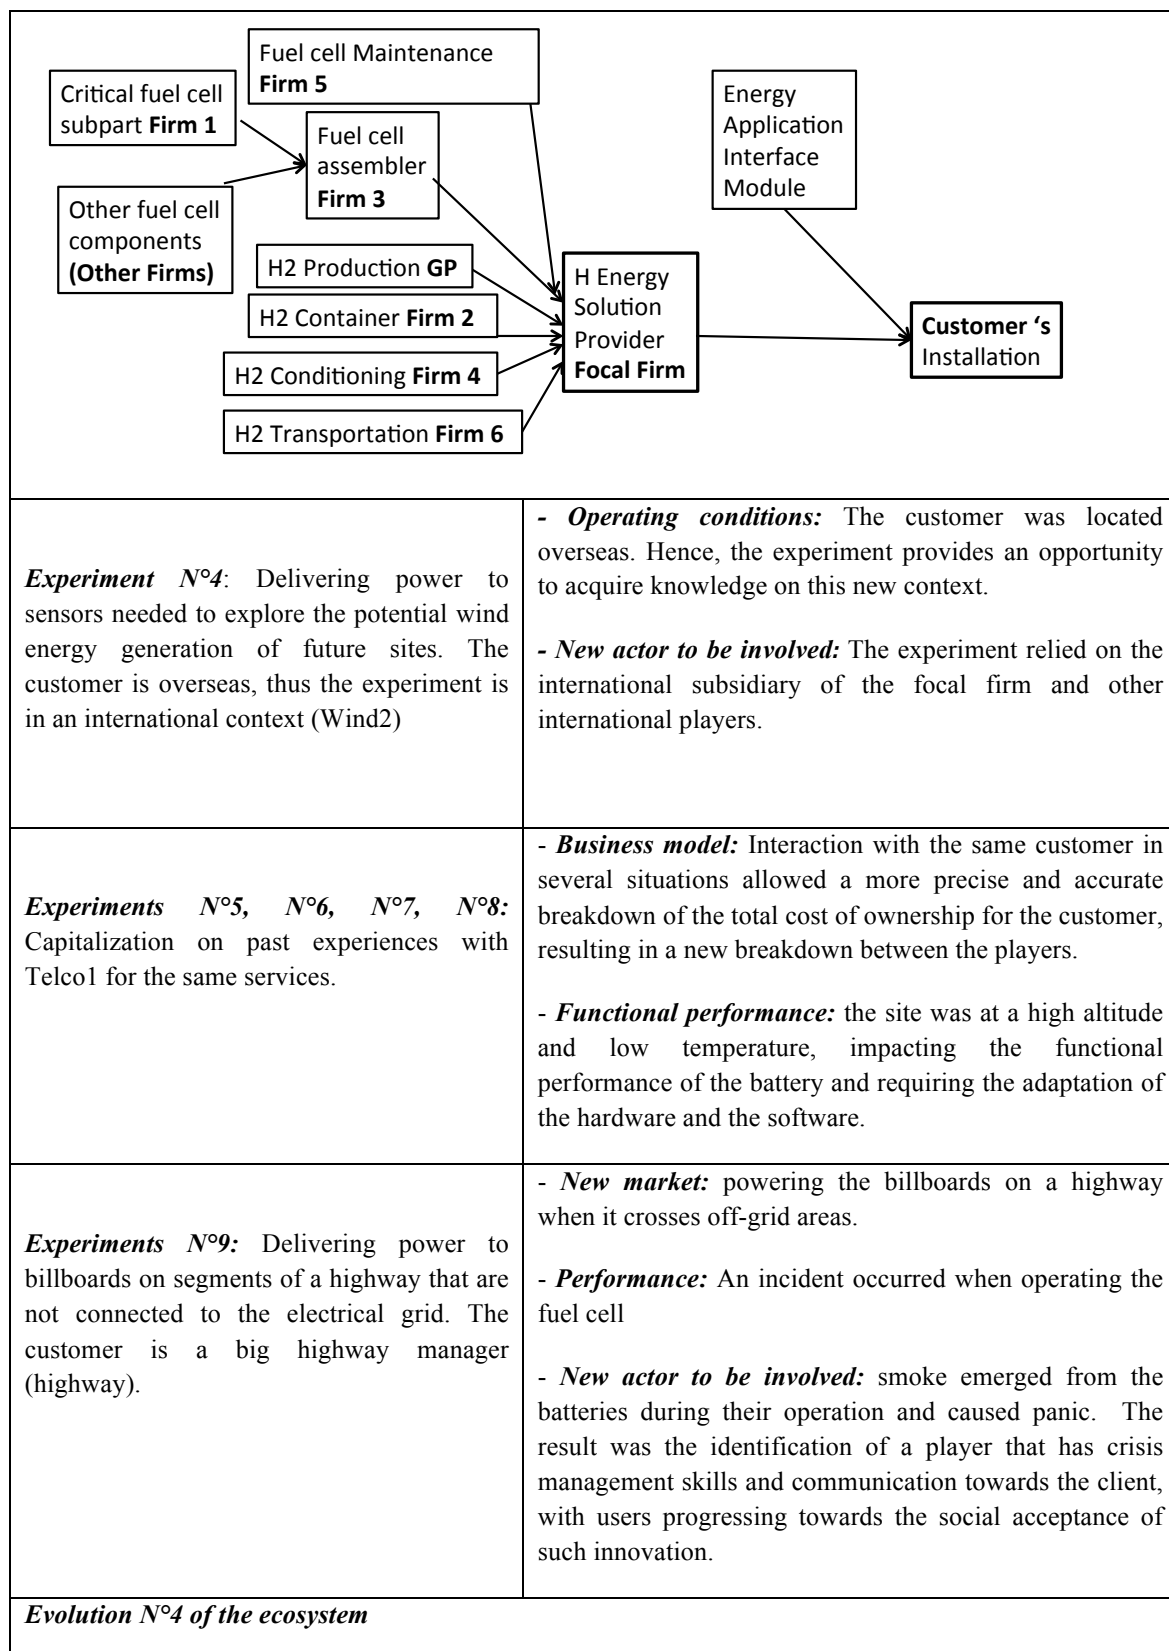 Fuel cell Maintenance
Firm 5
Critical fuel cell
subpart Firm 1
Fuel cell
assembler
Firm 3
Other fuel cell
components
(Other Firms)
H2 Production GP
H2 Container Firm 2
H2 Conditioning Firm 4
H2 Transportation Firm 6
H Energy
Solution
Provider
Focal Firm
Energy
Application
Interface
Module
Customer ‘s
Installation
Experiment N°4: Delivering power to
sensors needed to explore the potential wind
energy generation of future sites. The
customer is overseas, thus the experiment is
in an international context (Wind2)
- Operating conditions: The customer was located
overseas. Hence, the experiment provides an opportunity
to acquire knowledge on this new context.
- New actor to be involved: The experiment relied on the
international subsidiary of the focal firm and other
international players.
Experiments N°5, N°6, N°7, N°8:
Capitalization on past experiences with
Telco1 for the same services.
- Business model: Interaction with the same customer in
several situations allowed a more precise and accurate
breakdown of the total cost of ownership for the customer,
resulting in a new breakdown between the players.
- Functional performance: the site was at a high altitude
and low temperature, impacting the functional
performance of the battery and requiring the adaptation of
the hardware and the software.
Experiments N°9: Delivering power to
billboards on segments of a highway that are
not connected to the electrical grid. The
customer is a big highway manager
(highway).
- New market: powering the billboards on a highway
when it crosses off-grid areas.
- Performance: An incident occurred when operating the
fuel cell
- New actor to be involved: smoke emerged from the
batteries during their operation and caused panic. The
result was the identification of a player that has crisis
management skills and communication towards the client,
with users progressing towards the social acceptance of
such innovation.
Evolution N°4 of the ecosystem